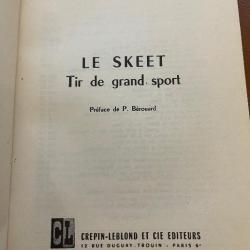 LE SKEET
Tir de grand sport
Préface de P. Bérouard
CL CREPIN-LEBLOND ET CIE EDITEURS
12 RUE DUGUAY-TROUIN - PARIS 6e